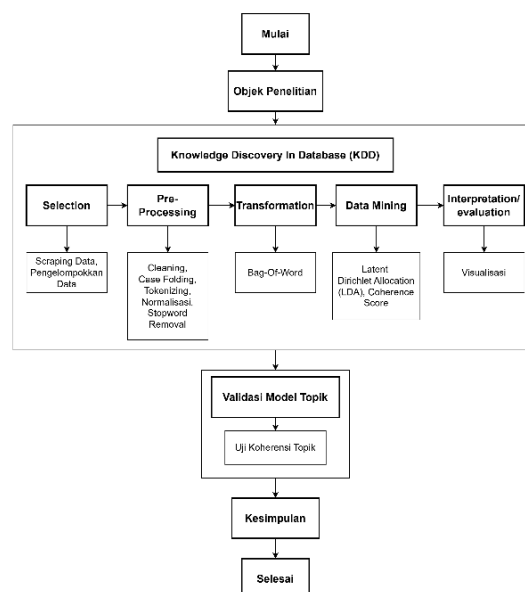 Mulai
Objek Penelitian
Knowledge Discovery In Database (KDD)
Selection
Pre-
Processing
Transformation
Data Mining
Interpretation/
evaluation
Scraping Data,
Pengelompokkan
Data
Cleaning,
Case Folding,
Tokenizing,
Normalisasi,
Stopword
Removal
Bag-Of-Word
Latent
Dirichlet Allocation
(LDA), Coherence
Score
Visualisasi
Validasi Model Topik
Uji Koherensi Topik
Kesimpulan
Selesai